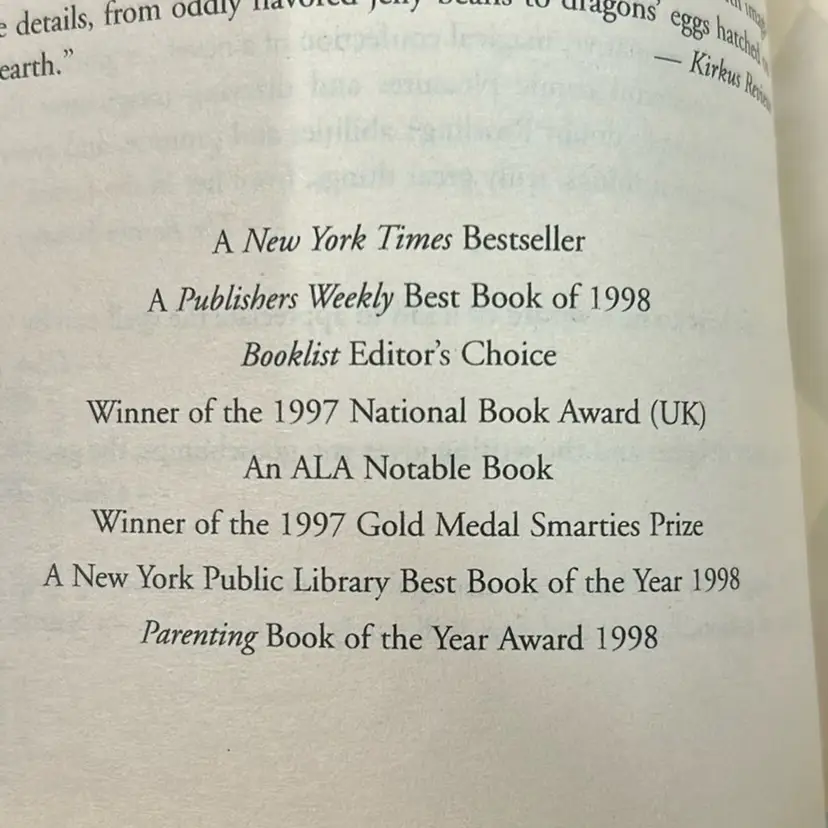 details, from oddly flavored jelly beans to dragons’ eggs hatched
earth.”
— Kirkus
A New York Times Bestseller
A Publishers Weekly Best Book of 1998
Booklist Editor’s Choice
Winner of the 1997 National Book Award (UK)
An ALA Notable Book
Winner of the 1997 Gold Medal Smarties Prize
A New York Public Library Best Book of the Year 1998
Parenting Book of the Year Award 1998